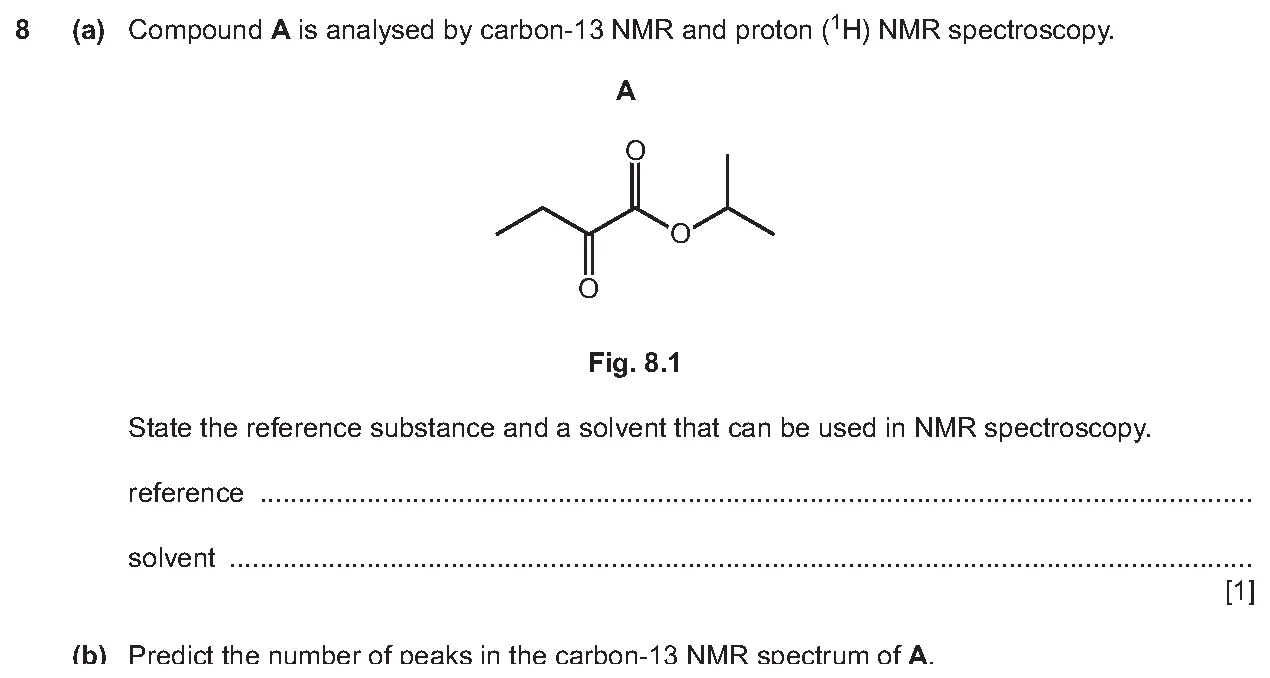 8 (a) Compound A is analysed by carbon-13 NMR and proton (¹H) NMR spectroscopy.
A
O
O
O
Fig. 8.1
State the reference substance and a solvent that can be used in NMR spectroscopy.
reference ....................................................................................................................................
solvent ........................................................................................................................................
[1]
(b) Predict the number of peaks in the carbon-13 NMR spectrum of A.